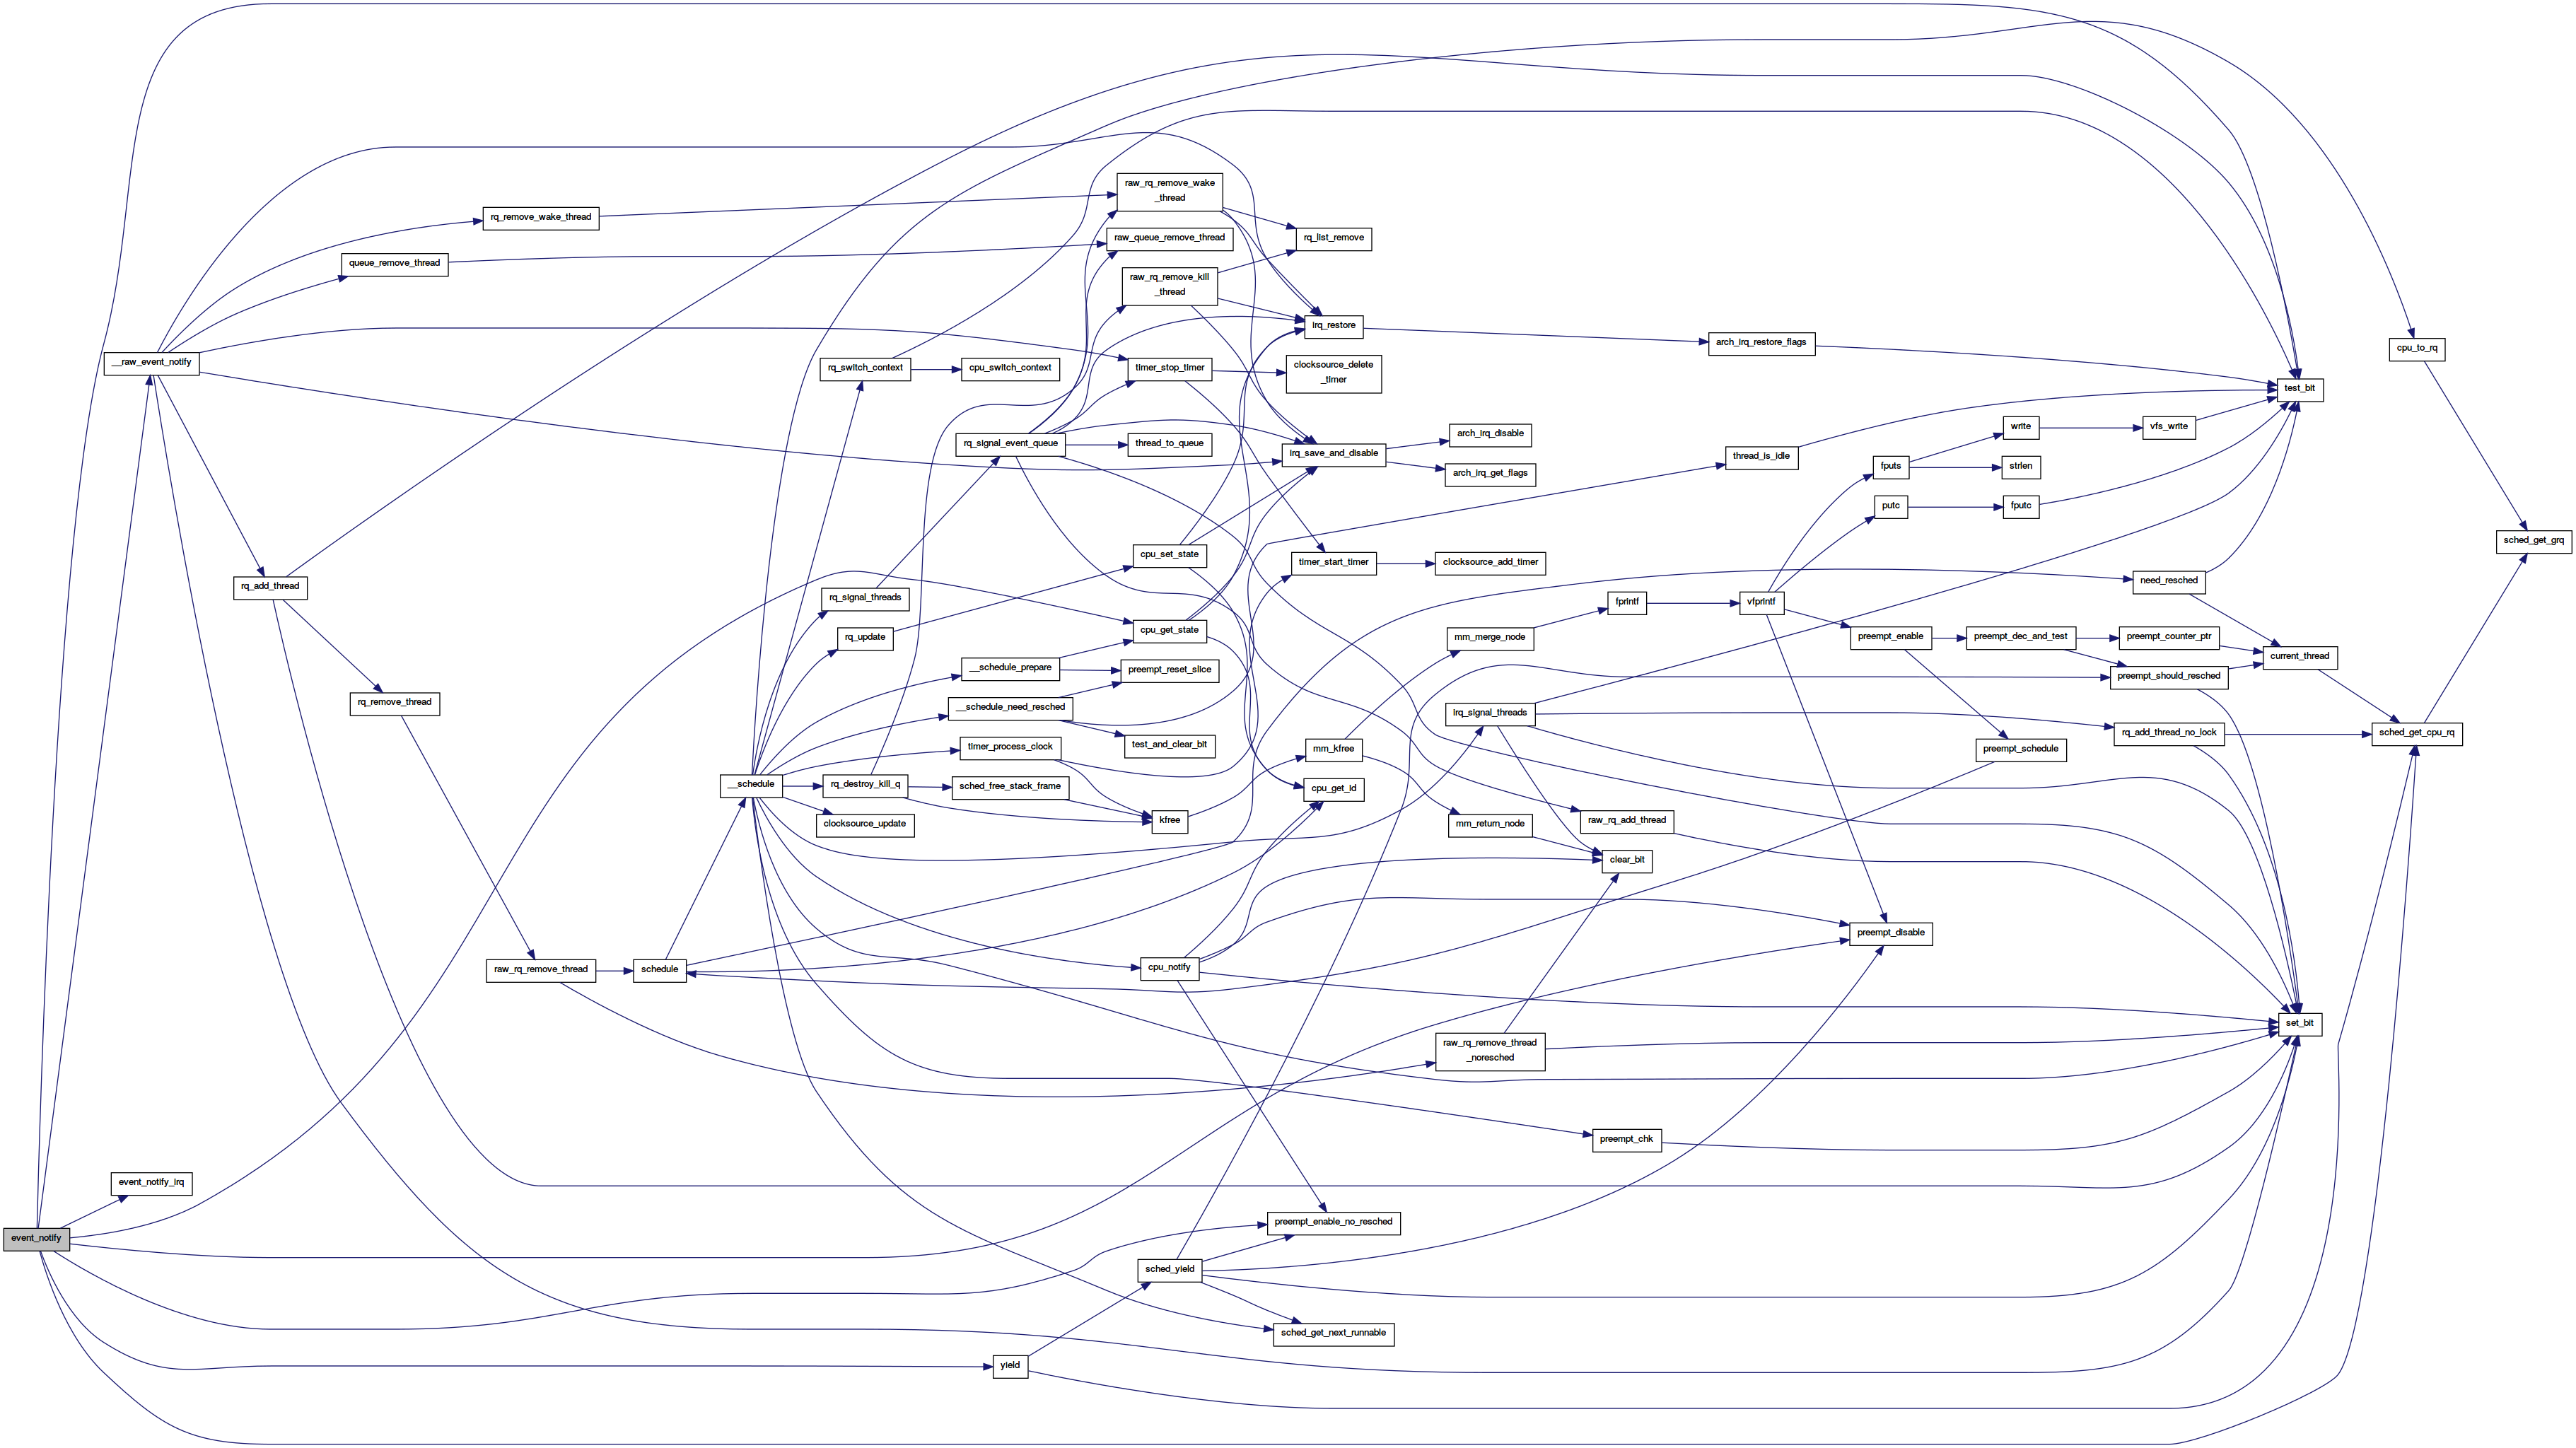 raw_rq_remove_wake
_thread
rq_remove_wake_thread
raw_queue_remove_thread
rq_list_remove
queue_remove_thread
raw_rq_remove_kill
_thread
irq_restore
arch_irq_restore_flags
cpu_to_rq
__raw_event_notify
rq_switch_context
cpu_switch_context
timer_stop_timer
clocksource_delete
_timer
test_bit
rq_signal_event_queue
thread_to_queue
irq_save_and_disable
arch_irq_disable
arch_irq_get_flags
thread_is_idle
write
vfs_write
fputs
strlen
putc
fputc
sched_get_grq
cpu_set_state
timer_start_timer
clocksource_add_timer
need_resched
rq_add_thread
rq_signal_threads
fprintf
vfprintf
rq_update
cpu_get_state
mm_merge_node
preempt_enable
preempt_dec_and_test
preempt_counter_ptr
current_thread
__schedule_prepare
preempt_reset_slice
preempt_should_resched
rq_remove_thread
__schedule_need_resched
irq_signal_threads
test_and_clear_bit
timer_process_clock
mm_kfree
rq_add_thread_no_lock
sched_get_cpu_rq
preempt_schedule
__schedule
rq_destroy_kill_q
sched_free_stack_frame
cpu_get_id
clocksource_update
kfree
mm_return_node
raw_rq_add_thread
clear_bit
preempt_disable
raw_rq_remove_thread
schedule
cpu_notify
set_bit
raw_rq_remove_thread
_noresched
preempt_chk
event_notify_irq
event_notify
preempt_enable_no_resched
sched_yield
sched_get_next_runnable
yield